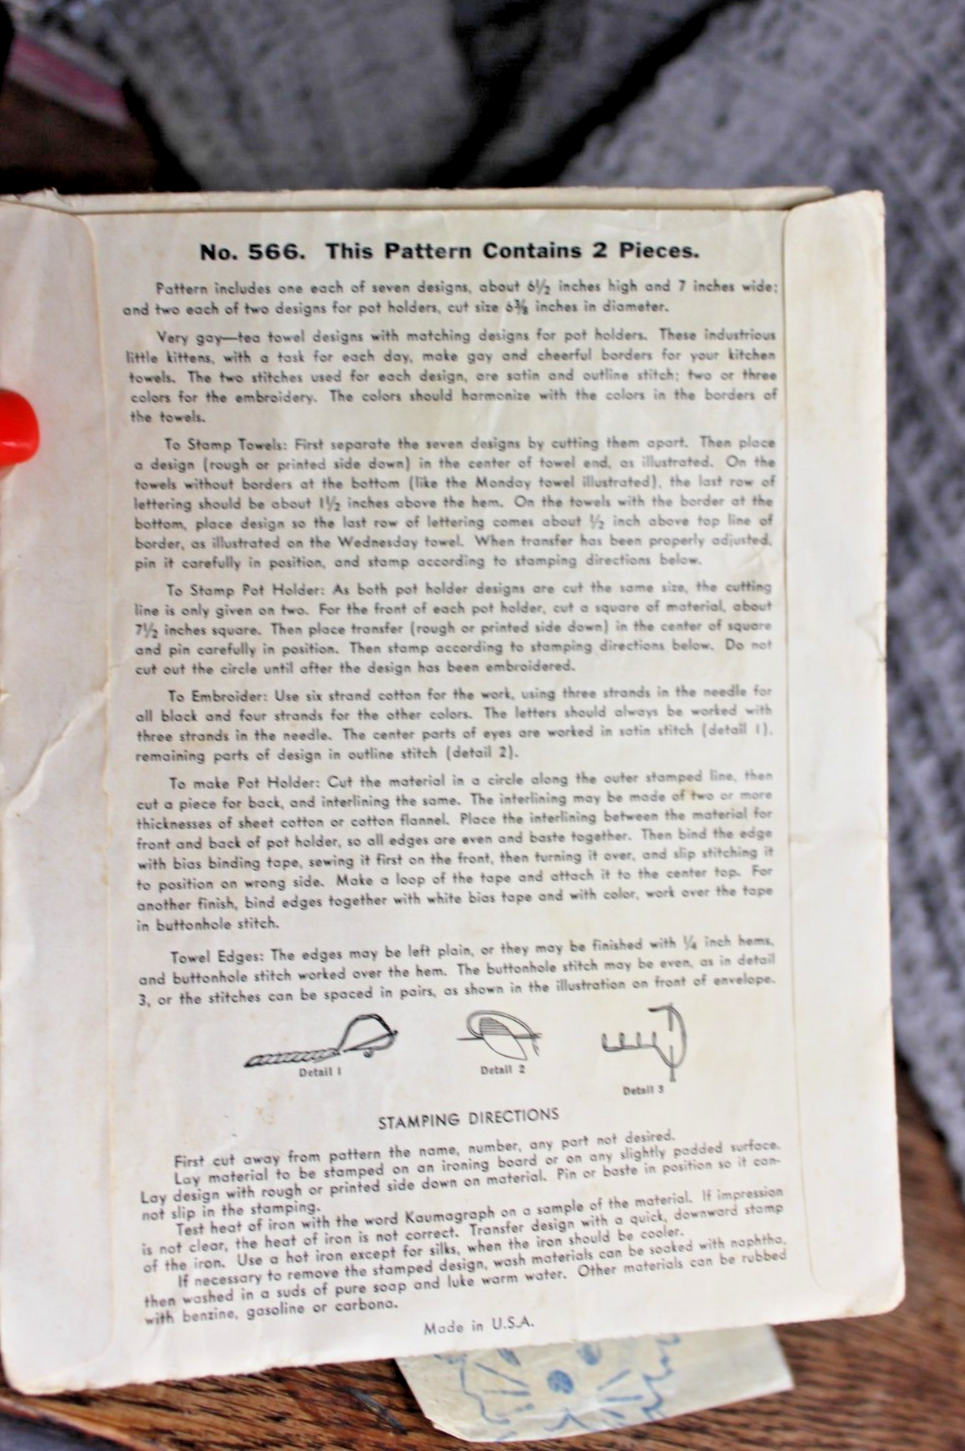 No. 566. This Pattern Contains 2 Pieces.
Pattern includes one each of seven designs, about 6½ inches high and 7 inches wide;
and two each of two designs for pot holders, cut size 6⅜ inches in diameter.
Very gay—tea towel designs with matching designs for pot holders. These industrious
little kittens, with a task for each day, make gay and cheerful borders for your kitchen
towels. The two stitches used for each design, are satin and outline stitch; two or three
colors for the embroidery. The colors should harmonize with the colors in the borders of
the towels.
To Stamp Towels: First separate the seven designs by cutting them apart. Then place
a design (rough or printed side down) in the center of towel end, as illustrated. On the
towels without borders at the bottom (like the Monday towel illustrated), the last row of
lettering should be about 1½ inches above the hem. On the towels with the border at the
bottom, place design so the last row of lettering comes about ½ inch above top line of
border, as illustrated on the Wednesday towel. When transfer has been properly adjusted,
pin it carefully in position, and stamp according to stamping directions below.
To Stamp Pot Holder: As both pot holder designs are cut the same size, the cutting
line is only given on two. For the front of each pot holder, cut a square of material, about
7½ inches square. Then place transfer (rough or printed side down) in the center of square
and pin carefully in position. Then stamp according to stamping directions below. Do not
cut out the circle until after the design has been embroidered.
To Embroider: Use six strand cotton for the work, using three strands in the needle for
all black and four strands for the other colors. The letters should always be worked with
three strands in the needle. The center parts of eyes are worked in satin stitch (detail 1),
remaining parts of design in outline stitch (detail 2).
To make Pot Holder: Cut the material in a circle along the outer stamped line, then
cut a piece for back, and interlining the same. The interlining may be made of two or more
thicknesses of sheet cotton or cotton flannel. Place the interlining between the material for
front and back of pot holder, so all edges are even and baste together. Then bind the edge
with bias binding tape, sewing it first on the front, then turning it over, and slip stitching it
to position on wrong side. Make a loop of the tape and attach it to the center top. For
another finish, bind edges together with white bias tape and with color, work over the tape
in buttonhole stitch.
Towel Edges: The edges may be left plain, or they may be finished with ¼ inch hems,
and buttonhole stitch worked over the hem. The buttonhole stitch may be even, as in detail
3, or the stitches can be spaced in pairs, as shown in the illustration on front of envelope.
Detail 1 Detail 2 Detail 3
STAMPING DIRECTIONS
First cut away from pattern the name, number, any part not desired.
Lay material to be stamped on an ironing board or on any slightly padded surface.
Lay design with rough or printed side down on material. Pin or baste in position so it can-
not slip in the stamping.
Test heat of iron with the word Kaumagraph on a sample of the material. If impression
is not clear, the heat of iron is not correct. Transfer design with a quick, downward stamp
of the iron. Use a hot iron except for silks, when the iron should be cooler.
If necessary to remove the stamped design, wash materials can be soaked with naphtha,
then washed in a suds of pure soap and luke warm water. Other materials can be rubbed
with benzine, gasoline or carbona.
Made in U.S.A.